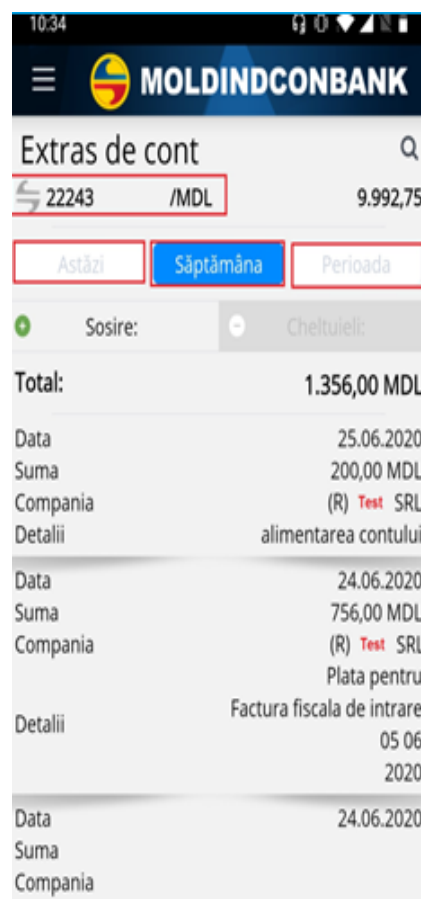 10:34
MOLDINDCONBANK
Extras de cont
22243 /MDL 9.992,75
Astăzi Săptămâna Perioada
Sosire: Cheltuieli:
Total: 1.356,00 MDL
Data 25.06.2020
Suma 200,00 MDL
Compania (R) Test SRL
Detalii alimentarea contului
Data 24.06.2020
Suma 756,00 MDL
Compania (R) Test SRL
Plata pentru
Factura fiscala de intrare
Detalii
05 06
2020
Data 24.06.2020
Suma
Compania